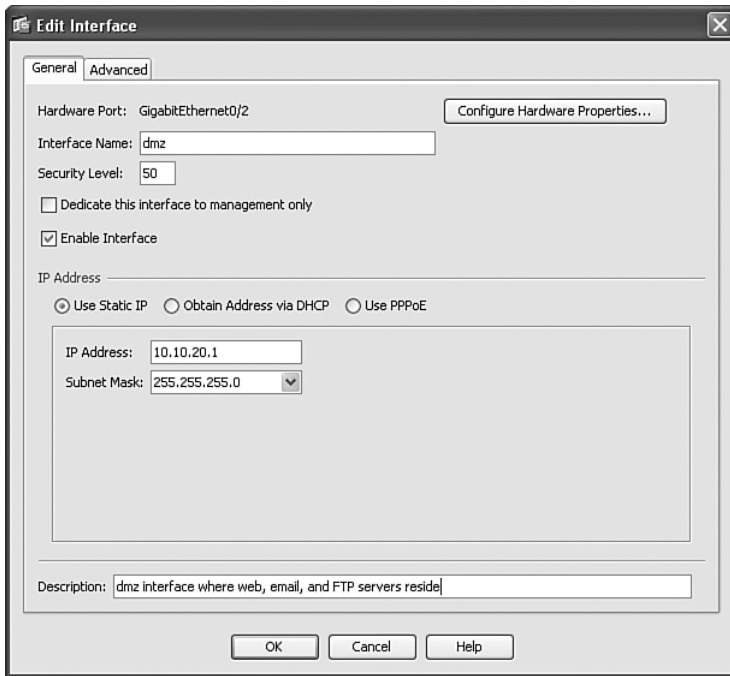 Edit Interface
General Advanced
Hardware Port: GigabitEthernet0/2 Configure Hardware Properties...
Interface Name: dmz
Security Level: 50
Dedicate this interface to management only
Enable Interface
IP Address
Use Static IP Obtain Address via DHCP Use PPPoE
IP Address: 10.10.20.1
Subnet Mask: 255.255.255.0
Description: dmz interface where web, email, and FTP servers reside
OK Cancel Help